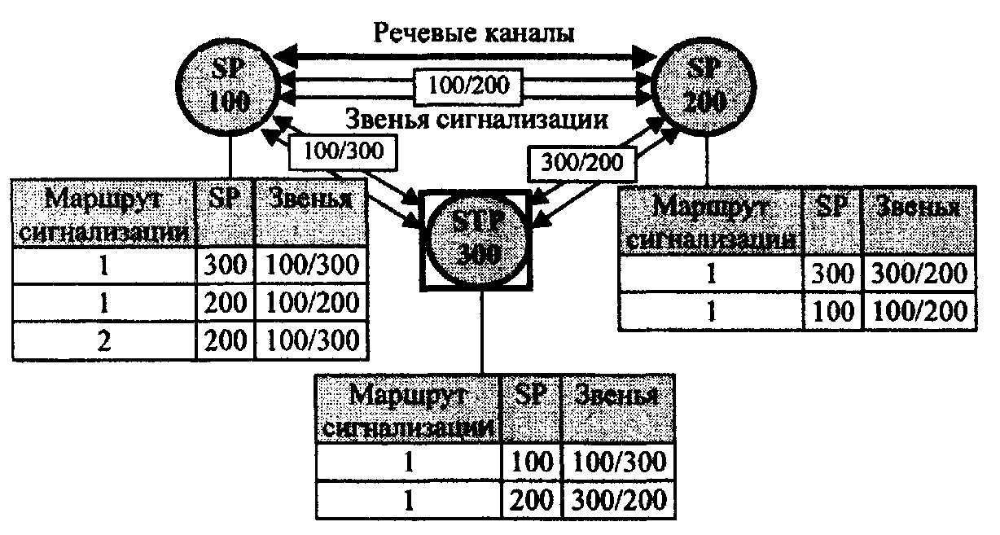 Речевые каналы
SP
100
SP
200
100/200
Звенья сигнализации
100/300
300/200
STP
300
Маршрут сигнализации SP Звенья
1 300 100/300
1 200 100/200
2 200 100/300
Маршрут сигнализации SP Звенья
1 300 300/200
1 100 100/200
Маршрут сигнализации SP Звенья
1 100 100/300
1 200 300/200